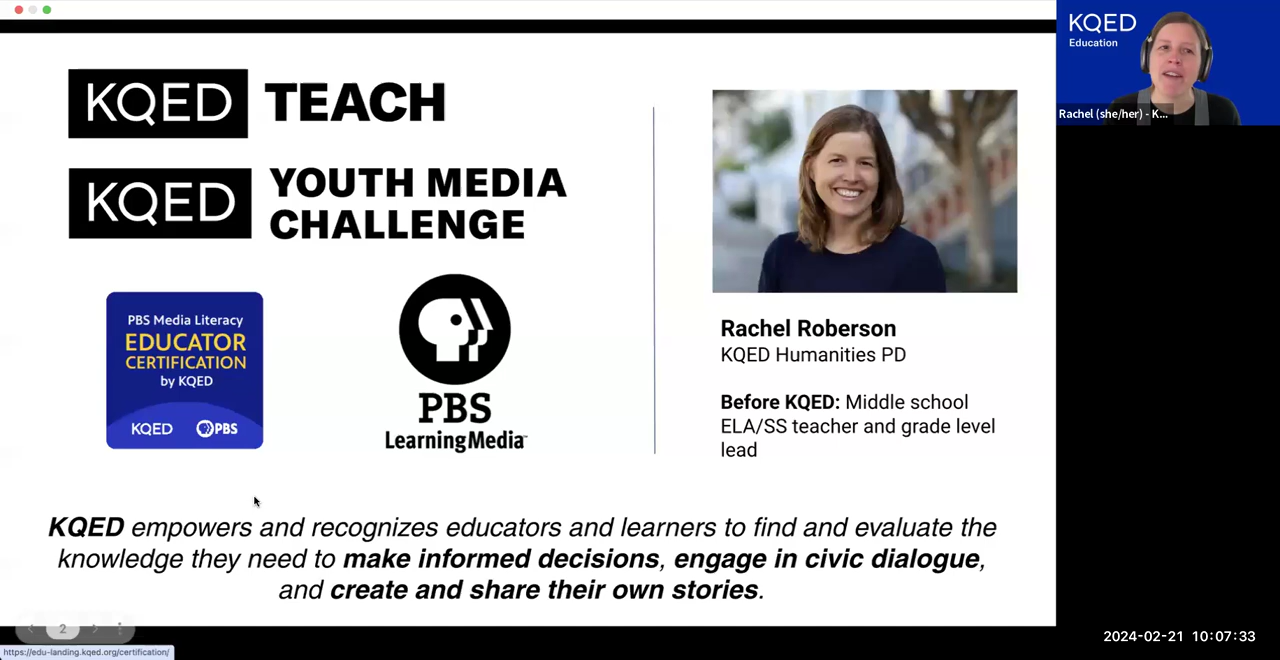 KQED TEACH
KQED YOUTH MEDIA
CHALLENGE
PBS Media Literacy
EDUCATOR
CERTIFICATION
by KQED
KQED PBS
PBS
LearningMedia
Rachel Roberson
KQED Humanities PD
Before KQED: Middle school
ELA/SS teacher and grade level
lead
KQED empowers and recognizes educators and learners to find and evaluate the
knowledge they need to make informed decisions, engage in civic dialogue,
and create and share their own stories.
2
https://edu-landing.kqed.org/certification/
KQED
Education
Rachel (she/her) - K...
2024-02-21 10:07:33